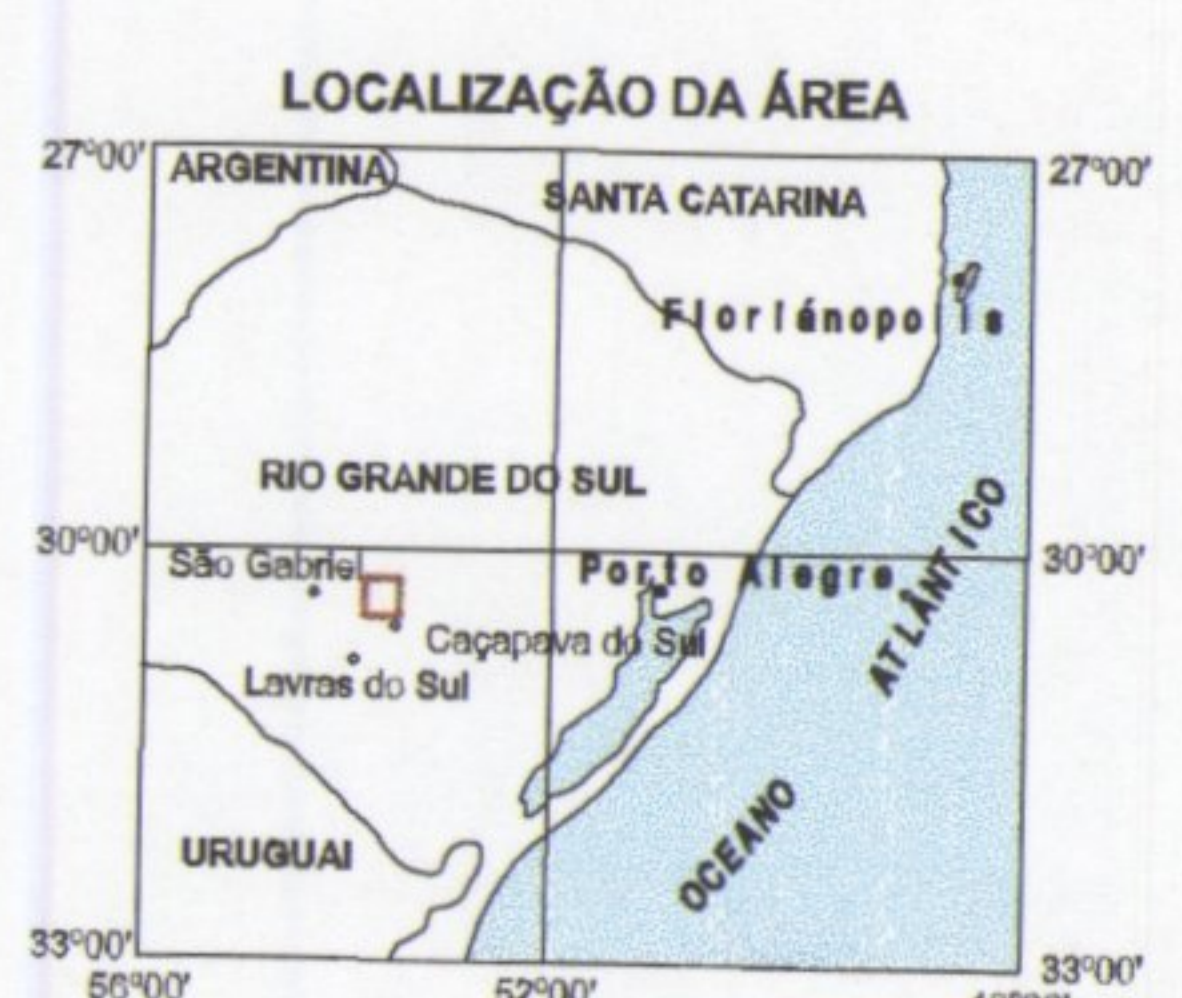 LOCALIZAÇÃO DA ÁREA
27°00' 27°00'
ARGENTINA
SANTA CATARINA
Floriánopolis
RIO GRANDE DO SUL
30°00' 30°00'
São Gabriel
Porto Alegre
Caçapava do Sul
Lavras do Sul
ATLÂNTICO
OCEANO
URUGUAI
33°00' 33°00'
56°00' 52°00'